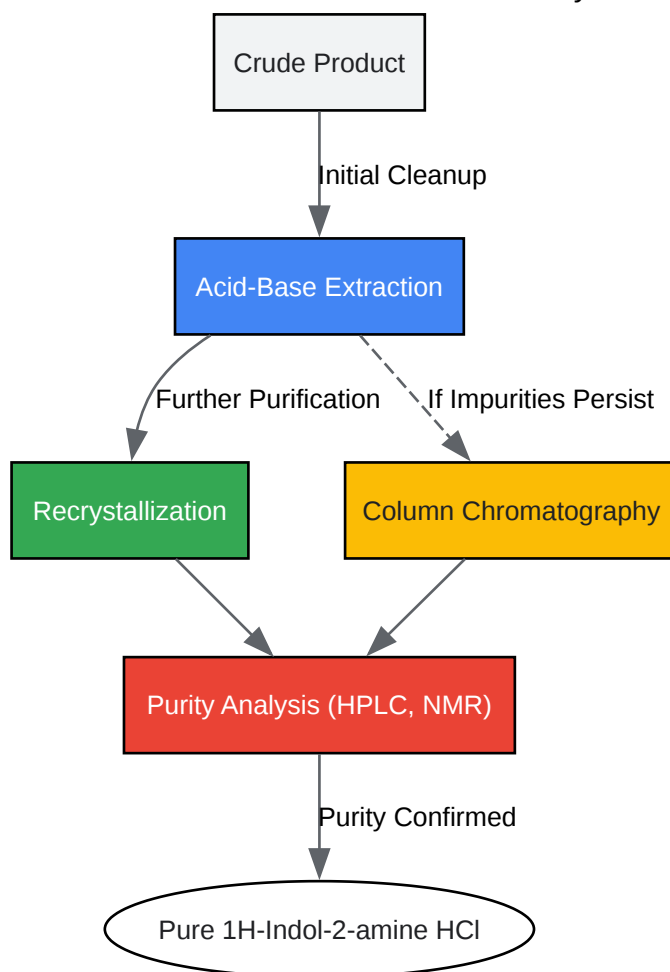 Crude Product
Initial Cleanup
Acid-Base Extraction
Further Purification
If Impurities Persist
Recrystallization
Column Chromatography
Purity Analysis (HPLC, NMR)
Purity Confirmed
Pure 1H-Indol-2-amine HCl